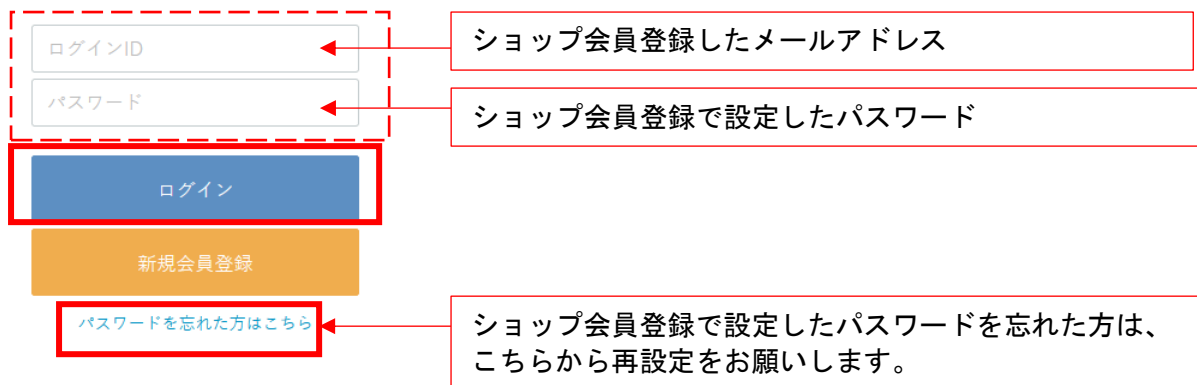 ログインID
ショップ会員登録したメールアドレス
パスワード
ショップ会員登録で設定したパスワード
ログイン
新規会員登録
パスワードを忘れた方はこちら
ショップ会員登録で設定したパスワードを忘れた方は、
こちらから再設定をお願いします。